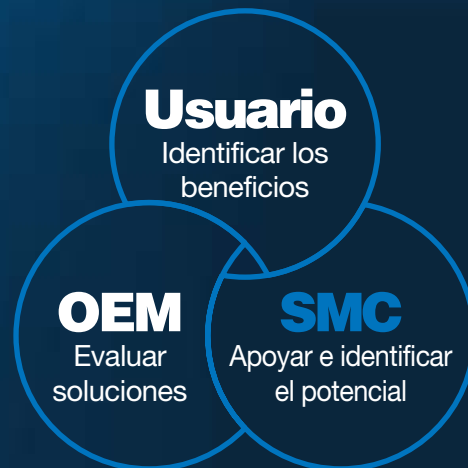 Usuario
Identificar los
beneficios
OEM
Evaluar
soluciones
SMC
Apoyar e identificar
el potencial